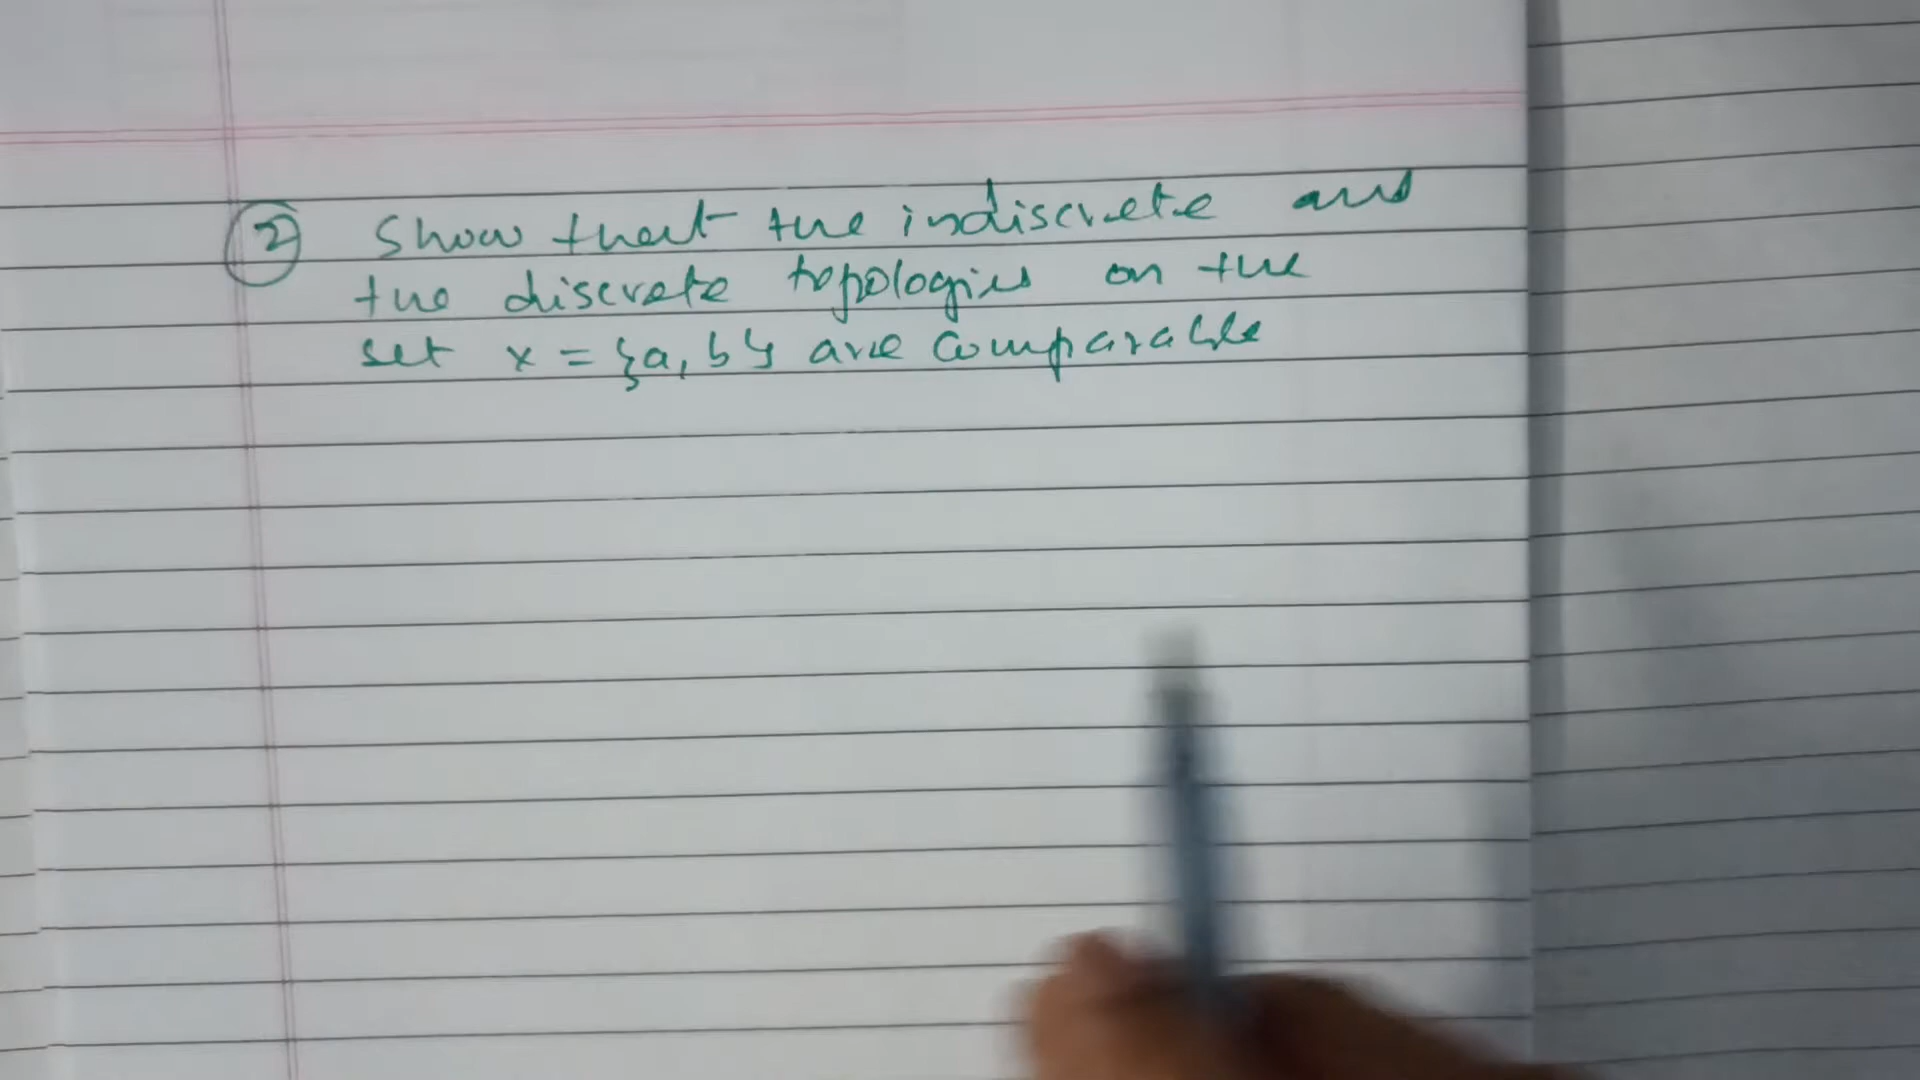 ② Show that the indiscrete and
the discrete topologies on the
set x = {a, b} are comparable